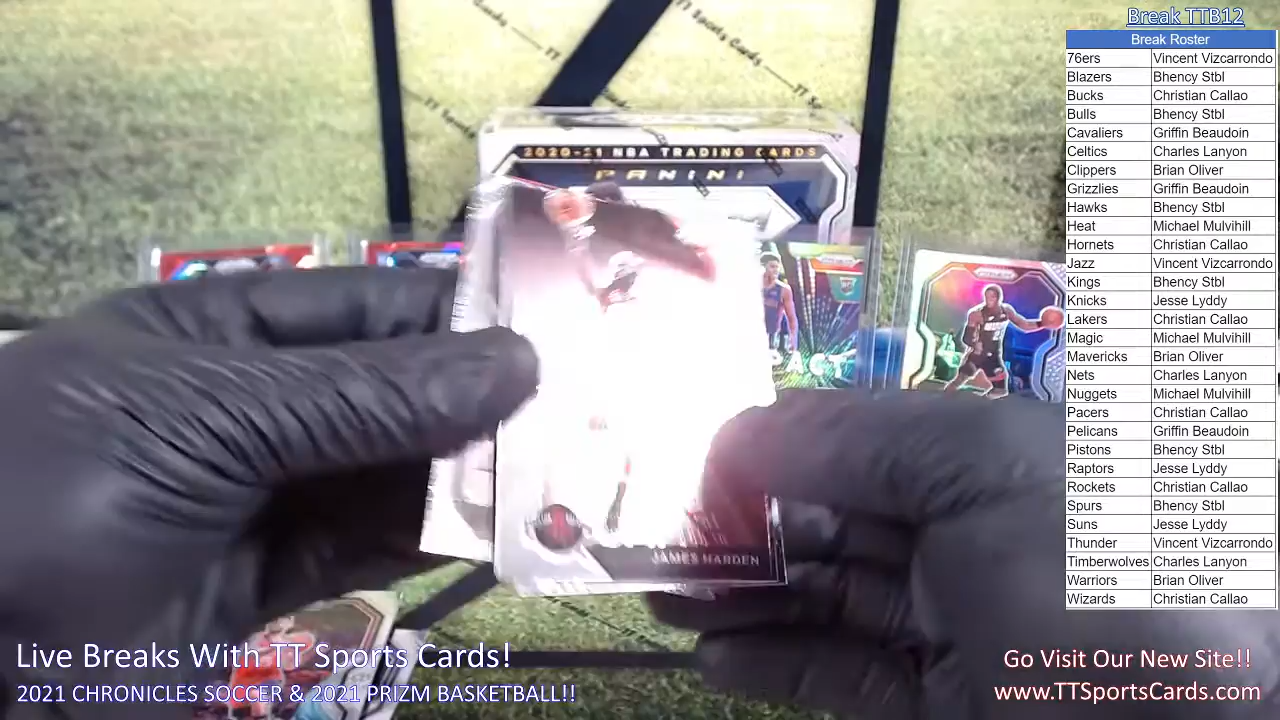 Break TTB12
Break Roster
76ers Vincent Vizcarrondo
Blazers Bhency Stbl
Bucks Christian Callao
Bulls Bhency Stbl
Cavaliers Griffin Beaudoin
Celtics Charles Lanyon
Clippers Brian Oliver
Grizzlies Griffin Beaudoin
Hawks Bhency Stbl
Heat Michael Mulvihill
Hornets Christian Callao
Jazz Vincent Vizcarrondo
Kings Bhency Stbl
Knicks Jesse Lyddy
Lakers Christian Callao
Magic Michael Mulvihill
Mavericks Brian Oliver
Nets Charles Lanyon
Nuggets Michael Mulvihill
Pacers Christian Callao
Pelicans Griffin Beaudoin
Pistons Bhency Stbl
Raptors Jesse Lyddy
Rockets Christian Callao
Spurs Bhency Stbl
Suns Jesse Lyddy
Thunder Vincent Vizcarrondo
Timberwolves Charles Lanyon
Warriors Brian Oliver
Wizards Christian Callao
TT Sports Cards
TT Sports Cards
2020-21 NBA TRADING CARDS
PANINI
JAMES HARDEN
Live Breaks With TT Sports Cards!
2021 CHRONICLES SOCCER & 2021 PRIZM BASKETBALL!!
Go Visit Our New Site!!
www.TTSportsCards.com